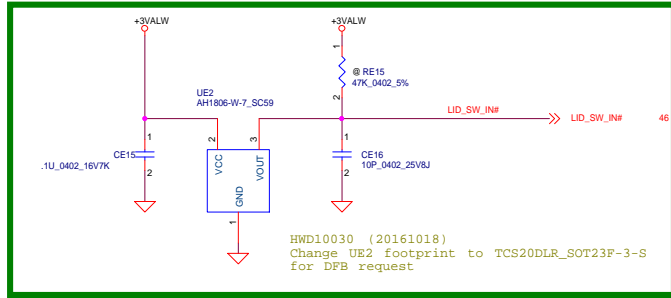 +3VALW
+3VALW
1
@ RE15
47K_0402_5%
2
UE2
AH1806-W-7_SC59
LID_SW_IN#
LID_SW_IN#
46
CE15
1
2
.1U_0402_16V7K
2
3
VCC
VOUT
GND
1
1
CE16
10P_0402_25V8J
2
HWD10030 (20161018)
Change UE2 footprint to TCS20DLR_SOT23F-3-S
for DFB request